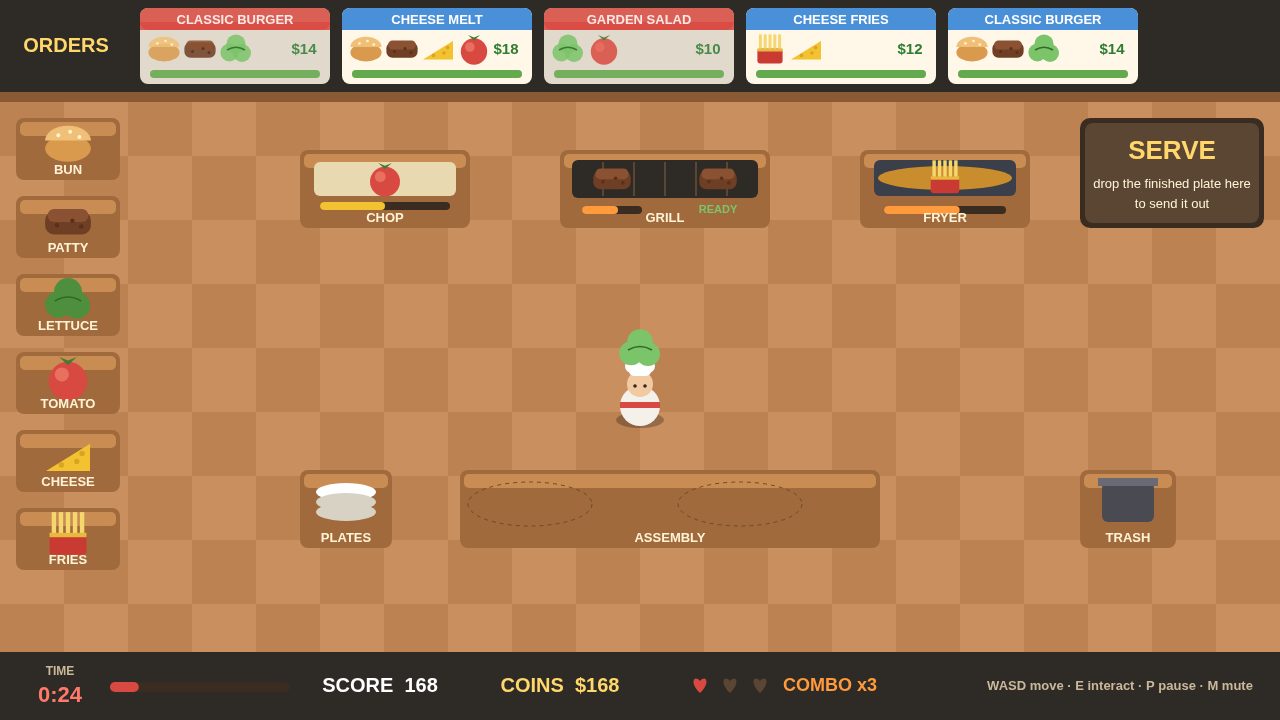 ORDERS
CLASSIC BURGER
$14
CHEESE MELT
$18
GARDEN SALAD
$10
CHEESE FRIES
$12
CLASSIC BURGER
$14
BUN
PATTY
LETTUCE
TOMATO
CHEESE
FRIES
CHOP
READY
GRILL
FRYER
SERVE
drop the finished plate here
to send it out
PLATES
ASSEMBLY
TRASH
TIME
0:24
SCORE 168
COINS $168
COMBO x3
WASD move · E interact · P pause · M mute